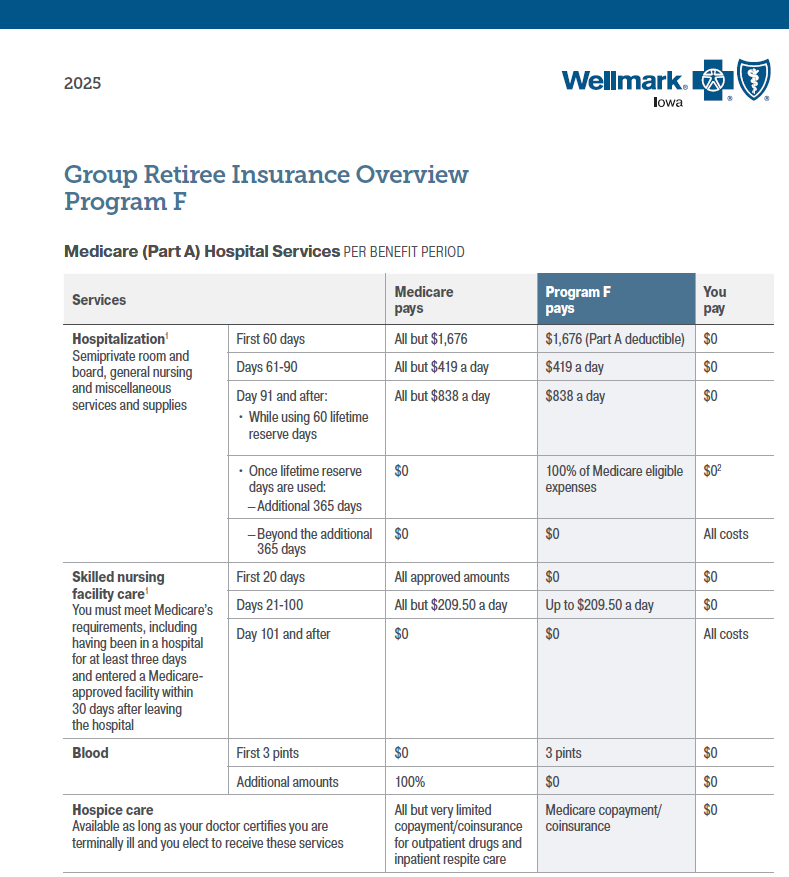 2025
Wellmark®
Iowa
Group Retiree Insurance Overview
Program F
Medicare (Part A) Hospital Services PER BENEFIT PERIOD
Services
Medicare
pays
Program F
pays
You
pay
Hospitalization¹
Semiprivate room and
board, general nursing
and miscellaneous
services and supplies
First 60 days
All but $1,676
$1,676 (Part A deductible)
$0
Days 61-90
All but $419 a day
$419 a day
$0
Day 91 and after:
• While using 60 lifetime
reserve days
All but $838 a day
$838 a day
$0
• Once lifetime reserve
days are used:
–Additional 365 days
$0
100% of Medicare eligible
expenses
$0²
–Beyond the additional
365 days
$0
$0
All costs
Skilled nursing
facility care¹
You must meet Medicare's
requirements, including
having been in a hospital
for at least three days
and entered a Medicare-
approved facility within
30 days after leaving
the hospital
First 20 days
All approved amounts
$0
$0
Days 21-100
All but $209.50 a day
Up to $209.50 a day
$0
Day 101 and after
$0
$0
All costs
Blood
First 3 pints
$0
3 pints
$0
Additional amounts
100%
$0
$0
Hospice care
Available as long as your doctor certifies you are
terminally ill and you elect to receive these services
All but very limited
copayment/coinsurance
for outpatient drugs and
inpatient respite care
Medicare copayment/
coinsurance
$0